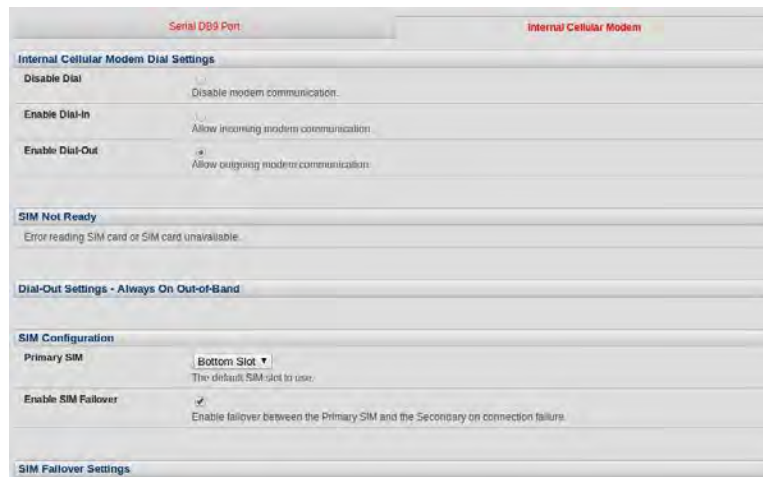 Serial DB9 Port
Internal Cellular Modem
Internal Cellular Modem Dial Settings
Disable Dial
Disable modem communication.
Enable Dial-In
Allow incoming modem communication.
Enable Dial-Out
Allow outgoing modem communication.
SIM Not Ready
Error reading SIM card or SIM card unavailable.
Dial-Out Settings - Always On Out-of-Band
SIM Configuration
Primary SIM
Bottom Slot
The default SIM slot to use.
Enable SIM Failover
Enable failover between the Primary SIM and the Secondary on connection failure.
SIM Failover Settings